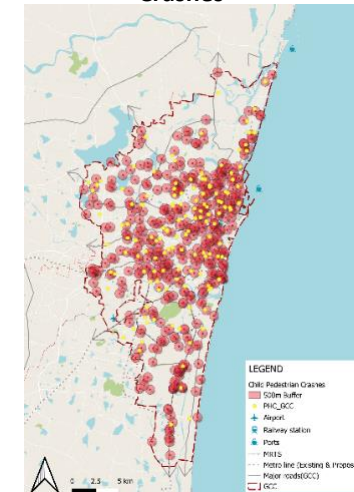 Crashes
LEGEND
Child Pedestrian Crashes
500m Buffer
PHC_GCC
Airport
Railway station
Ports
MRTS
Metro line (Existing & Propos
Major roads(GCC)
GCC
0 2.5 5 km